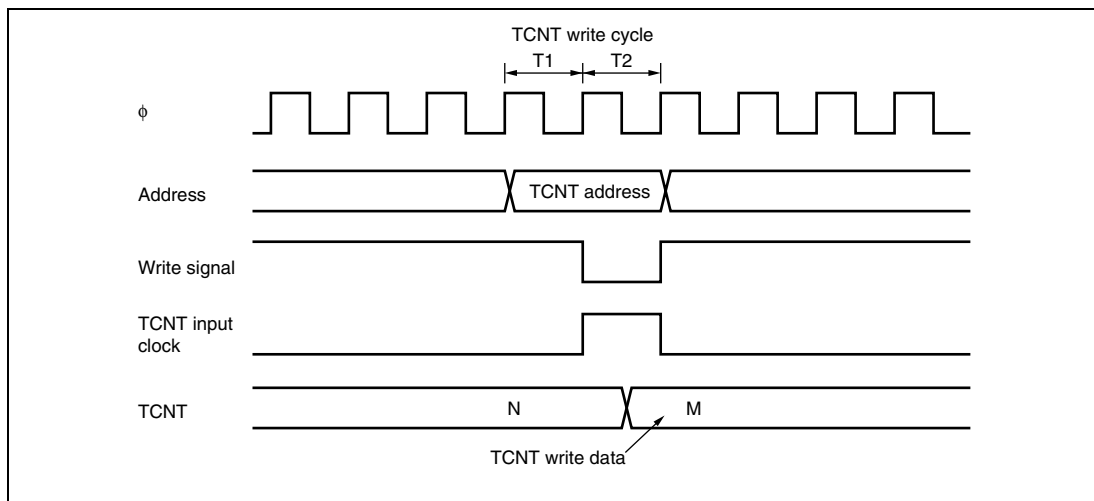 TCNT write cycle
T1 T2
ϕ
Address
TCNT address
Write signal
TCNT input
clock
TCNT
N M
TCNT write data